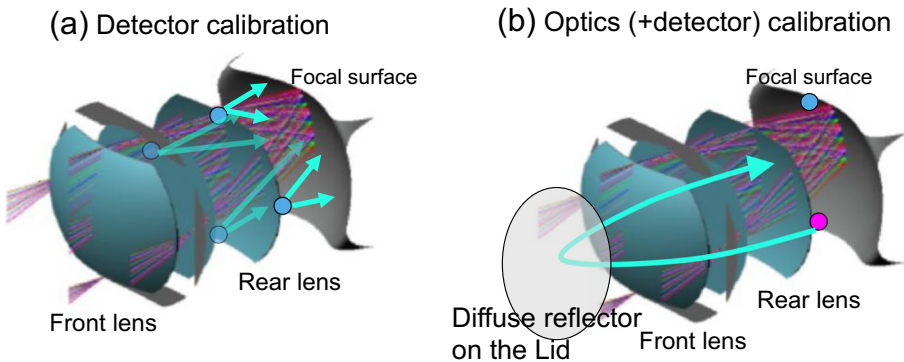 (a) Detector calibration
Focal surface
Rear lens
Front lens
(b) Optics (+detector) calibration
Focal surface
Rear lens
Diffuse reflector
on the Lid
Front lens